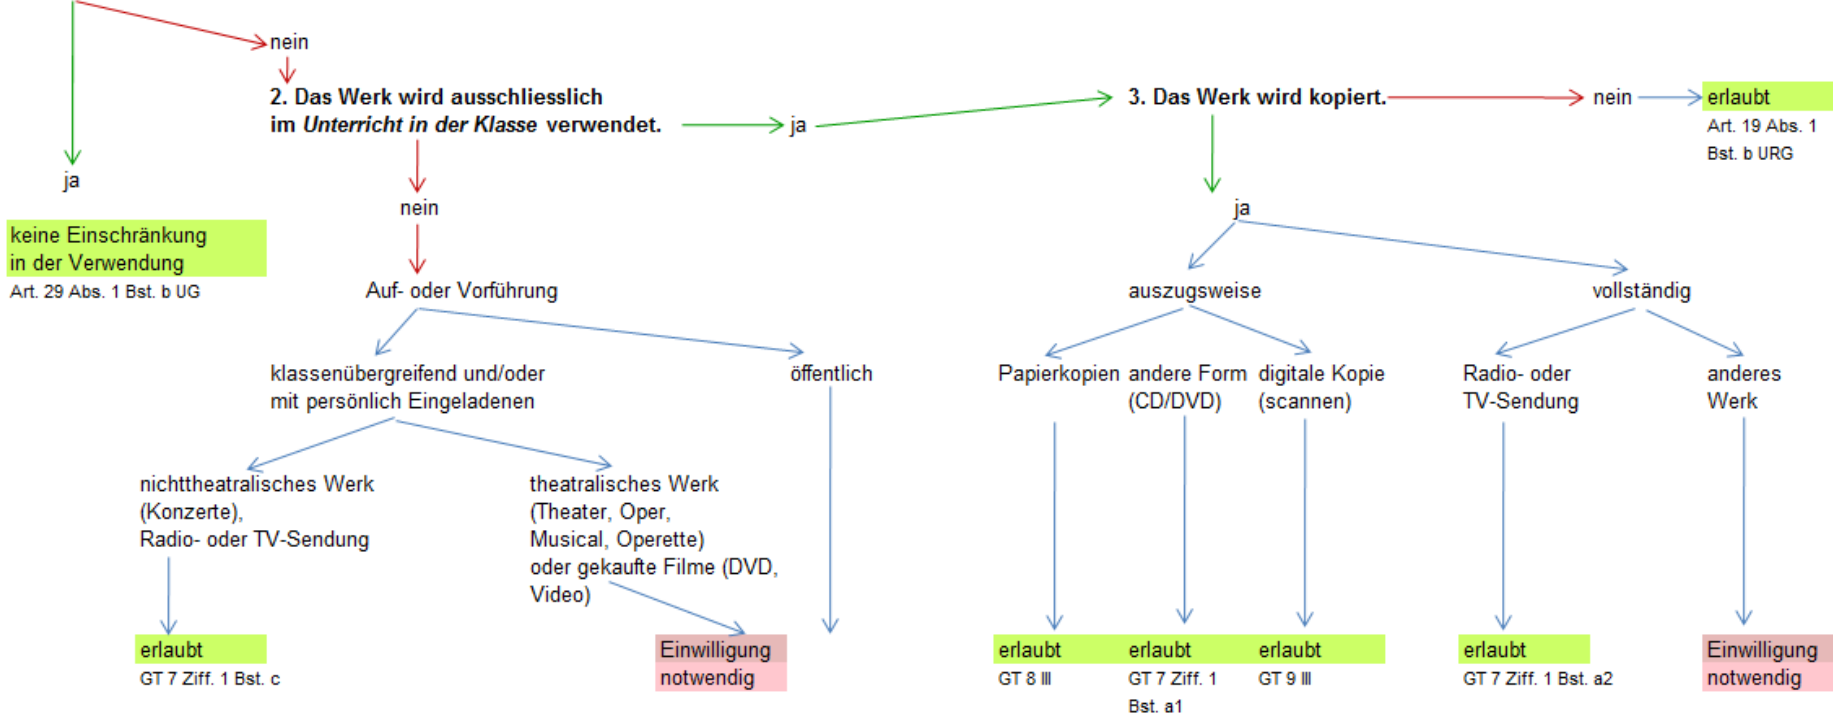 nein
2. Das Werk wird ausschliesslich
im Unterricht in der Klasse verwendet.
ja
3. Das Werk wird kopiert.
nein
erlaubt
Art. 19 Abs. 1
Bst. b URG
ja
keine Einschränkung
in der Verwendung
Art. 29 Abs. 1 Bst. b UG
nein
Auf- oder Vorführung
klassenübergreifend und/oder
mit persönlich Eingeladenen
öffentlich
nichttheatralisches Werk
(Konzerte),
Radio- oder TV-Sendung
theatralisches Werk
(Theater, Oper,
Musical, Operette)
oder gekaufte Filme (DVD,
Video)
erlaubt
GT 7 Ziff. 1 Bst. c
Einwilligung
notwendig
ja
auszugsweise
vollständig
Papierkopien
andere Form
(CD/DVD)
digitale Kopie
(scannen)
Radio- oder
TV-Sendung
anderes
Werk
erlaubt
GT 8 III
erlaubt
GT 7 Ziff. 1
Bst. a1
erlaubt
GT 9 III
erlaubt
GT 7 Ziff. 1 Bst. a2
Einwilligung
notwendig